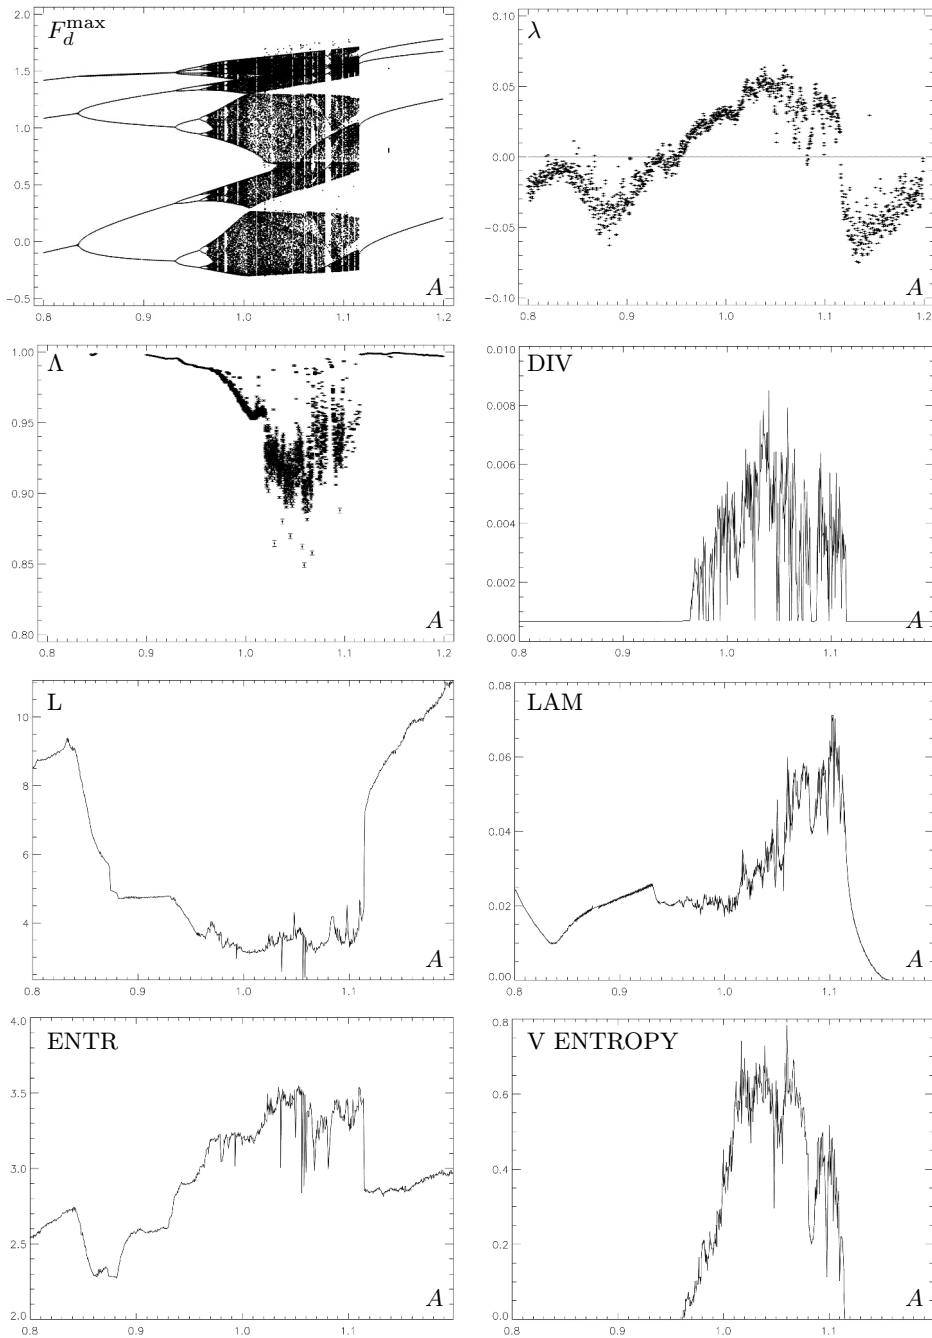 F_d^max
2.0
1.5
1.0
0.5
0.0
−0.5
A
0.8 0.9 1.0 1.1 1.2
λ
0.10
0.05
0.00
−0.05
−0.10
A
0.8 0.9 1.0 1.1 1.2
Λ
1.00
0.95
0.90
0.85
0.80
A
0.8 0.9 1.0 1.1 1.2
DIV
0.010
0.008
0.006
0.004
0.002
0.000
A
0.8 0.9 1.0 1.1
L
10
8
6
4
A
0.8 0.9 1.0 1.1
LAM
0.08
0.06
0.04
0.02
0.00
A
0.8 0.9 1.0 1.1
ENTR
4.0
3.5
3.0
2.5
2.0
A
0.8 0.9 1.0 1.1
V ENTROPY
0.8
0.6
0.4
0.2
0.0
A
0.8 0.9 1.0 1.1